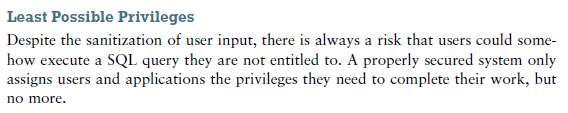 Least Possible Privileges
Despite the sanitization of user input, there is always a risk that users could some-
how execute a SQL query they are not entitled to. A properly secured system only
assigns users and applications the privileges they need to complete their work, but
no more.